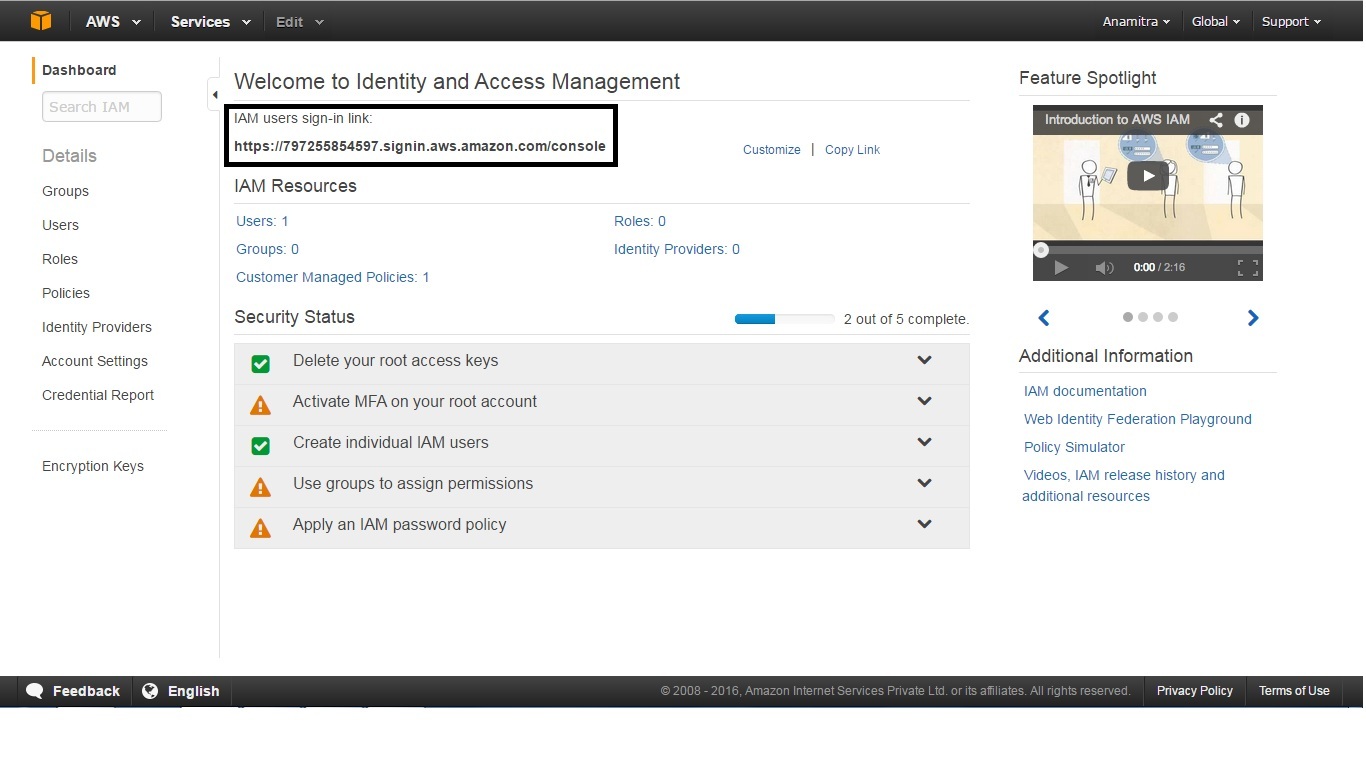 AWS Services Edit Anamitra Global Support
Dashboard
Search IAM
Details
Groups
Users
Roles
Policies
Identity Providers
Account Settings
Credential Report
Encryption Keys
Welcome to Identity and Access Management
IAM users sign-in link:
https://797255854597.signin.aws.amazon.com/console
Customize | Copy Link
IAM Resources
Users: 1 Roles: 0
Groups: 0 Identity Providers: 0
Customer Managed Policies: 1
Security Status 2 out of 5 complete.
Delete your root access keys
Activate MFA on your root account
Create individual IAM users
Use groups to assign permissions
Apply an IAM password policy
Feature Spotlight
Introduction to AWS IAM
0:00 / 2:16
Additional Information
IAM documentation
Web Identity Federation Playground
Policy Simulator
Videos, IAM release history and
additional resources
Feedback English © 2008 - 2016, Amazon Internet Services Private Ltd. or its affiliates. All rights reserved. Privacy Policy Terms of Use